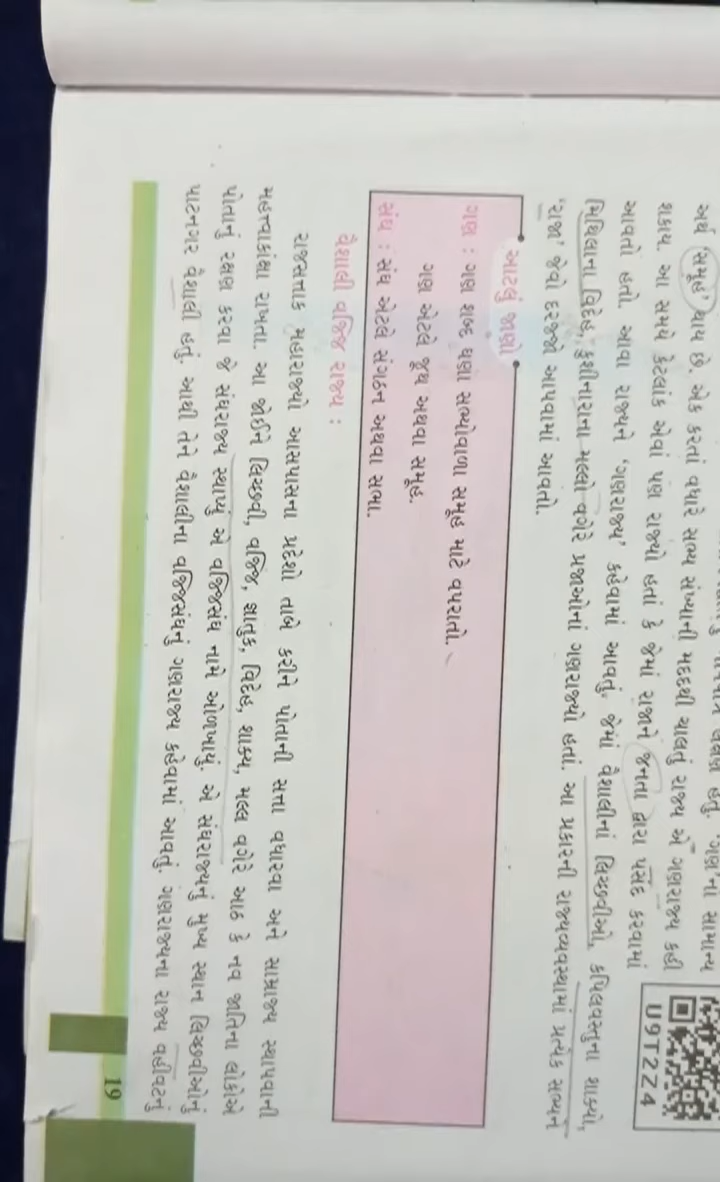 અર્થ ‘સમૂહ’ થાય છે. એક કરતાં વધારે સભ્ય સંખ્યાની મદદથી ચાલતું રાજ્ય એ ગણરાજ્ય કહી
શકાય. આ સમયે કેટલાંક એવાં પણ રાજ્યો હતાં કે જેમાં રાજાને જનતા દ્વારા પસંદ કરવામાં
આવતો હતો. આવા રાજ્યને ‘ગણરાજ્ય’ કહેવામાં આવતું. જેમાં વૈશાલીનાં લિચ્છવીઓ, કપિલવસ્તુના શાક્યો,
મિથિલાના વિદેહ, કુશીનારાના મલ્લો વગેરે પ્રજાઓનાં ગણરાજ્યો હતાં. આ પ્રકારની રાજ્યવ્યવસ્થામાં પ્રત્યેક સભ્યને
‘રાજા’ જેવો દરજ્જો આપવામાં આવતો.
આટલું જાણો
ગણ : ગણ શબ્દ ઘણા સભ્યોવાળા સમૂહ માટે વપરાતો.
ગણ એટલે જૂથ અથવા સમૂહ.
સંઘ : સંઘ એટલે સંગઠન અથવા સભા.
વૈશાલી વજ્જિ રાજ્ય :
રાજસત્તાક મહારાજ્યો આસપાસના પ્રદેશો તાબે કરીને પોતાની સત્તા વધારવા અને સામ્રાજ્ય સ્થાપવાની
મહત્ત્વાકાંક્ષા રાખતા. આ જોઈને લિચ્છવી, વજ્જિ, જ્ઞાતૃક, વિદેહ, શાક્ય, મલ્લ વગેરે આઠ કે નવ જાતિના લોકોએ
પોતાનું રક્ષણ કરવા જે સંઘરાજ્ય સ્થાપ્યું એ વજ્જિસંઘ નામે ઓળખાયું. એ સંઘરાજ્યનું મુખ્ય સ્થાન લિચ્છવીઓનું
પાટનગર વૈશાલી હતું. આથી તેને વૈશાલીના વજ્જિસંઘનું ગણરાજ્ય કહેવામાં આવતું. ગણરાજ્યના રાજ્ય વહીવટનું
19
U9T2Z4